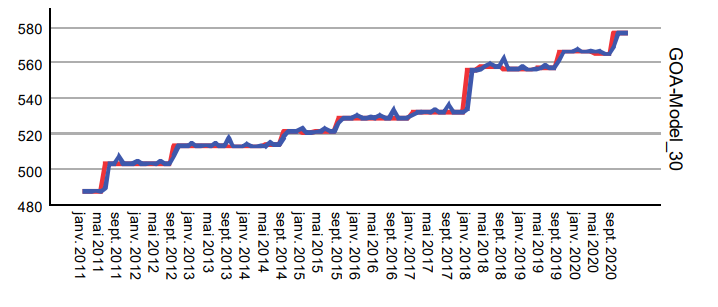 580
560
540
520
500
480
janv. 2011
mai 2011
sept. 2011
janv. 2012
mai 2012
sept. 2012
janv. 2013
mai 2013
sept. 2013
janv. 2014
mai 2014
sept. 2014
janv. 2015
mai 2015
sept. 2015
janv. 2016
mai 2016
sept. 2016
janv. 2017
mai 2017
sept. 2017
janv. 2018
mai 2018
sept. 2018
janv. 2019
mai 2019
sept. 2019
janv. 2020
mai 2020
sept. 2020
GOA-Model_30